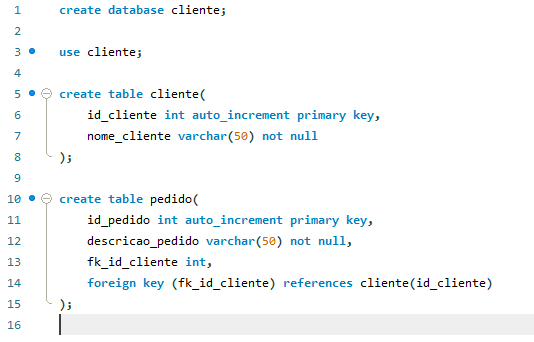 1 create database cliente;
2
3 use cliente;
4
5 create table cliente(
6 id_cliente int auto_increment primary key,
7 nome_cliente varchar(50) not null
8 );
9
10 create table pedido(
11 id_pedido int auto_increment primary key,
12 descricao_pedido varchar(50) not null,
13 fk_id_cliente int,
14 foreign key (fk_id_cliente) references cliente(id_cliente)
15 );
16